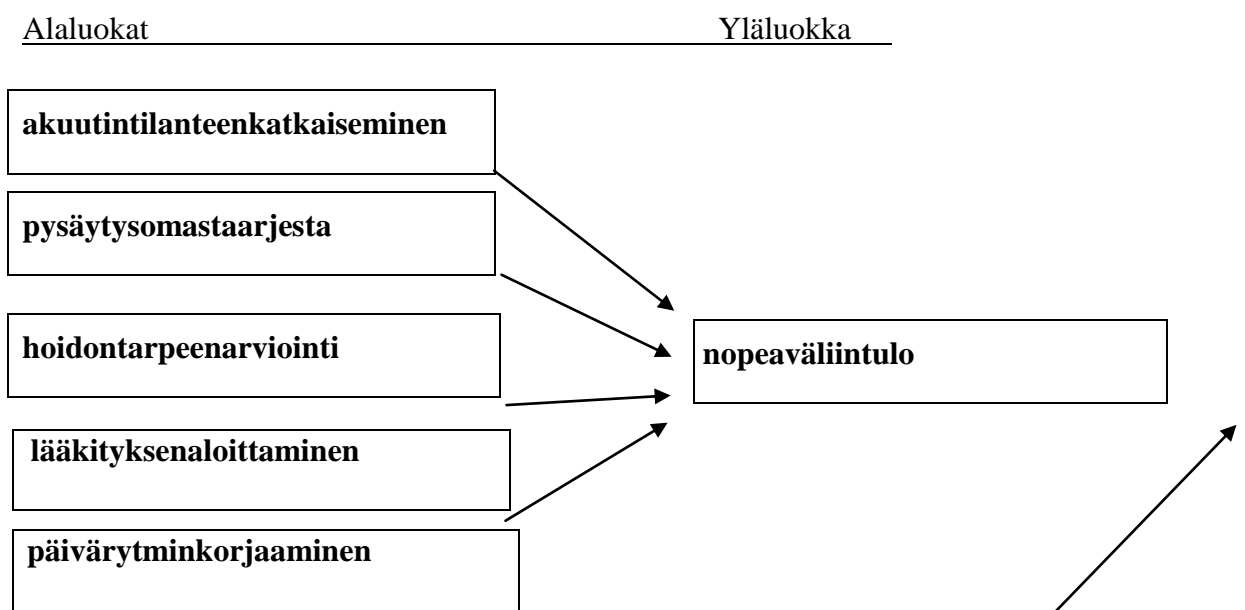 Alaluokat Yläluokka
akuutintilanteenkatkaiseminen
pysäytysomastaarjesta
hoidontarpeenarviointi
nopeaväliintulo
lääkityksenaloittaminen
päivärytminkorjaaminen